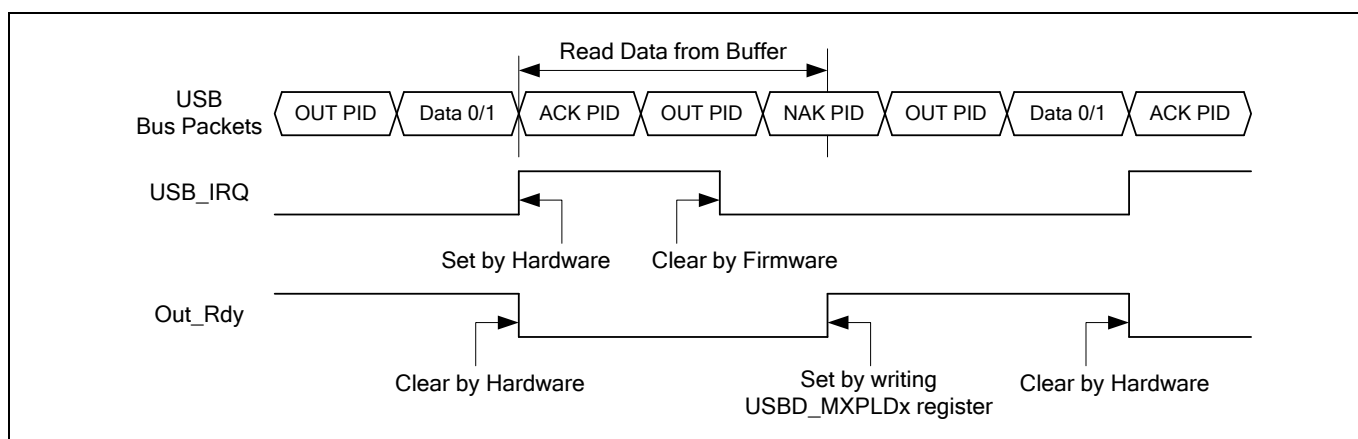 Read Data from Buffer
USB
Bus Packets
OUT PID Data 0/1 ACK PID OUT PID NAK PID OUT PID Data 0/1 ACK PID
USB_IRQ
Set by Hardware Clear by Firmware
Out_Rdy
Clear by Hardware Set by writing Clear by Hardware
USBD_MXPLDx register